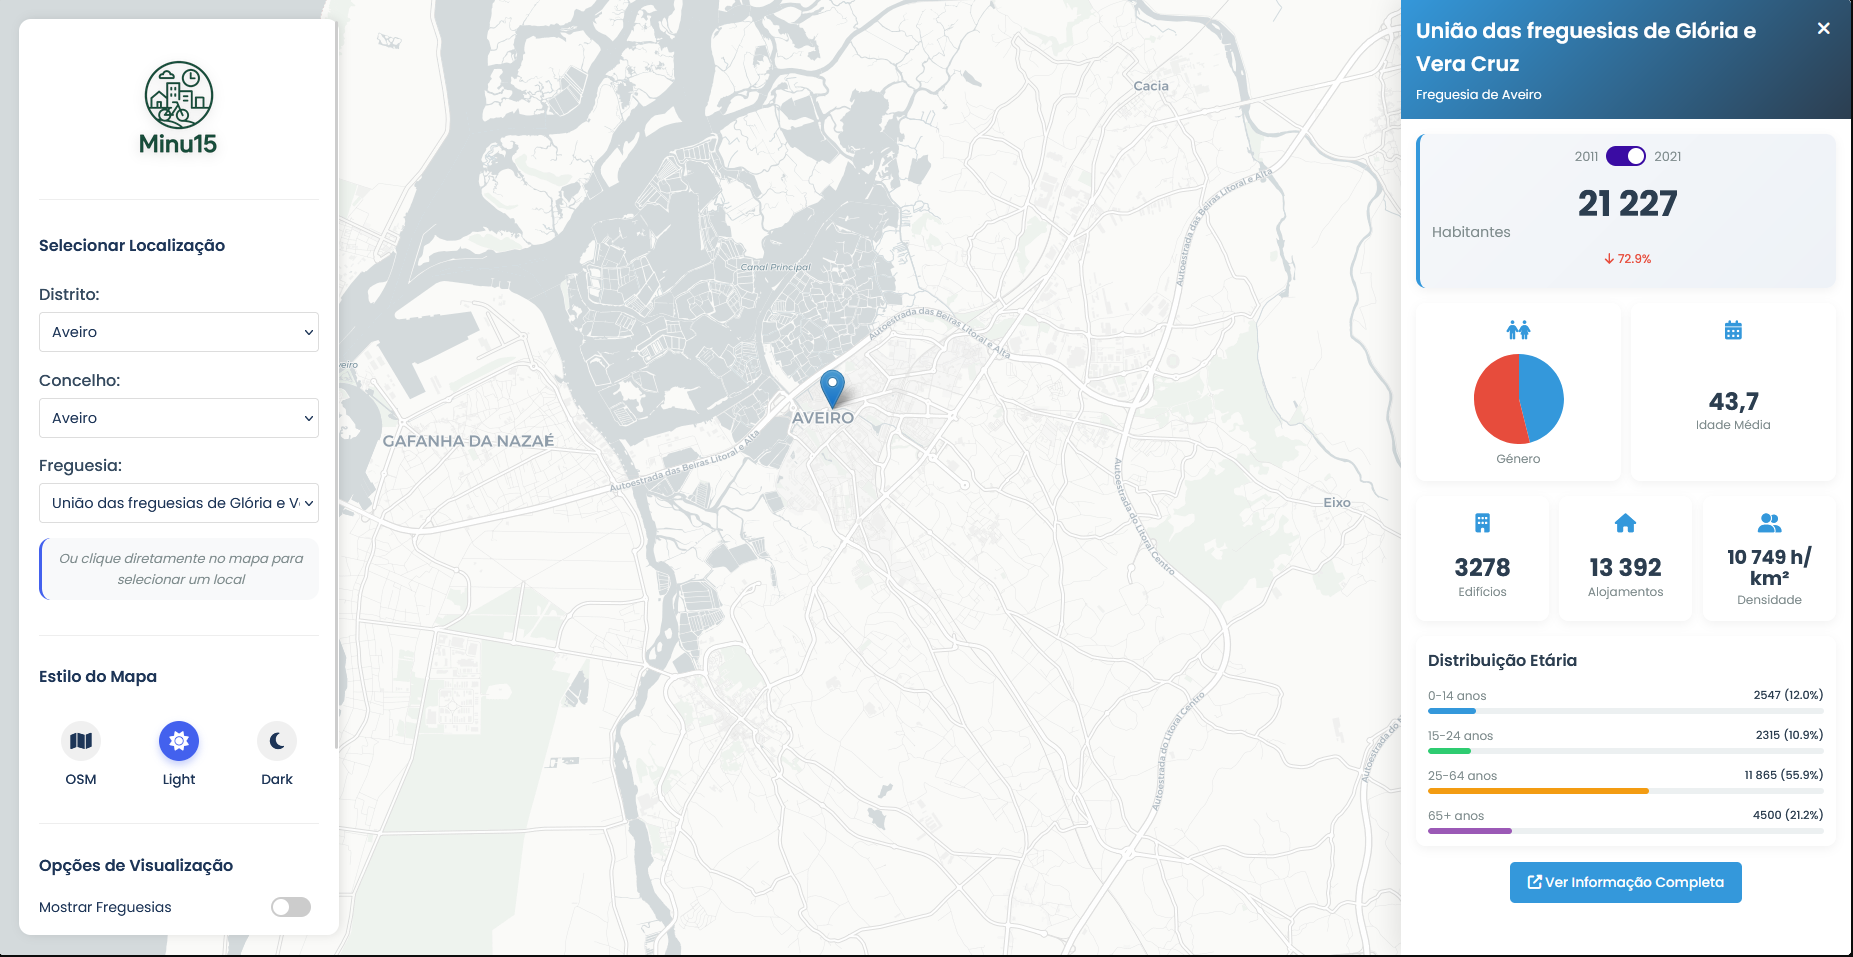 Minu15
Selecionar Localização
Distrito:
Aveiro
Concelho:
Aveiro
Freguesia:
União das freguesias de Glória e V
Ou clique diretamente no mapa para
selecionar um local
Estilo do Mapa
OSM
Light
Dark
Opções de Visualização
Mostrar Freguesias
Cacia
Autoestrada das Beiras Litoral e Alta
Canal Principal
Autoestrada das Beiras Litoral e Alta
AVEIRO
GAFANHA DA NAZARÉ
Autoestrada das Beiras Litoral e Alta
Autoestrada do Litoral Centro
Eixo
Autoestrada do Litoral Centro
União das freguesias de Glória e
Vera Cruz
Freguesia de Aveiro
2011 2021
21 227
Habitantes
↓ 72.9%
Género
43,7
Idade Média
3278
Edifícios
13 392
Alojamentos
10 749 h/
km²
Densidade
Distribuição Etária
0-14 anos 2547 (12.0%)
15-24 anos 2315 (10.9%)
25-64 anos 11 865 (55.9%)
65+ anos 4500 (21.2%)
Ver Informação Completa